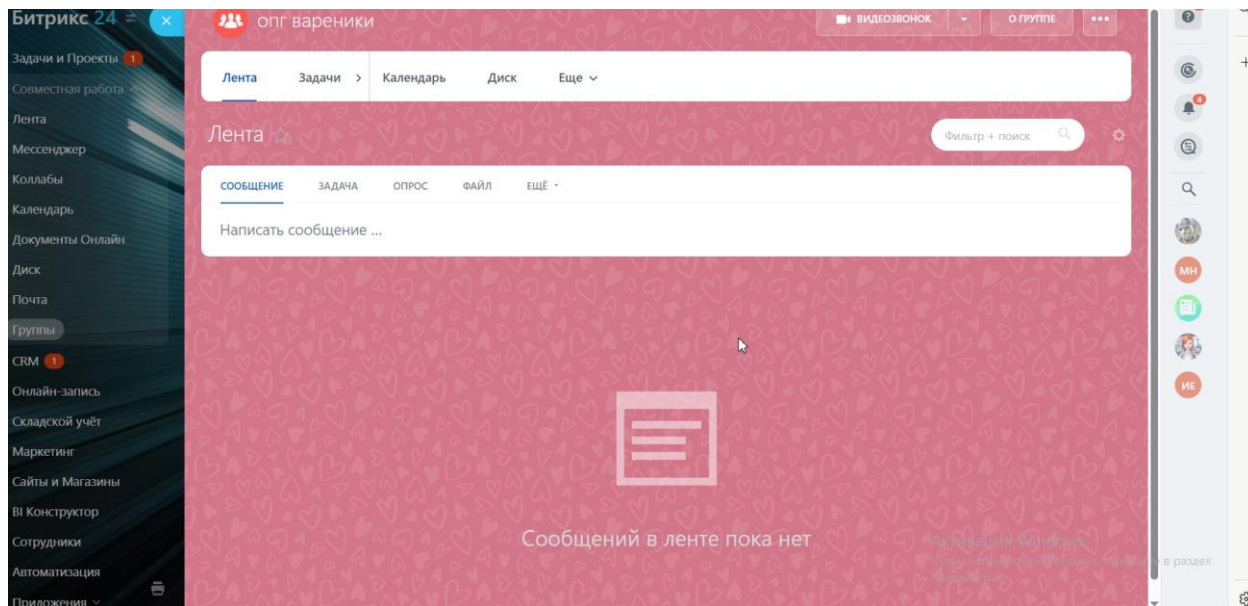 Битрикс 24
Задачи и Проекты 1
Совместная работа
Лента
Мессенджер
Коллабы
Календарь
Документы Онлайн
Диск
Почта
Группы
CRM 1
Онлайн-запись
Складской учёт
Маркетинг
Сайты и Магазины
BI Конструктор
Сотрудники
Автоматизация
Приложения
опг вареники
ВИДЕОЗВОНОК
О ГРУППЕ
Лента Задачи Календарь Диск Еще
Лента
Фильтр + поиск
СООБЩЕНИЕ ЗАДАЧА ОПРОС ФАЙЛ ЕЩЁ
Написать сообщение ...
Сообщений в ленте пока нет
Активация Windows
в раздел
4
МН
ИЕ